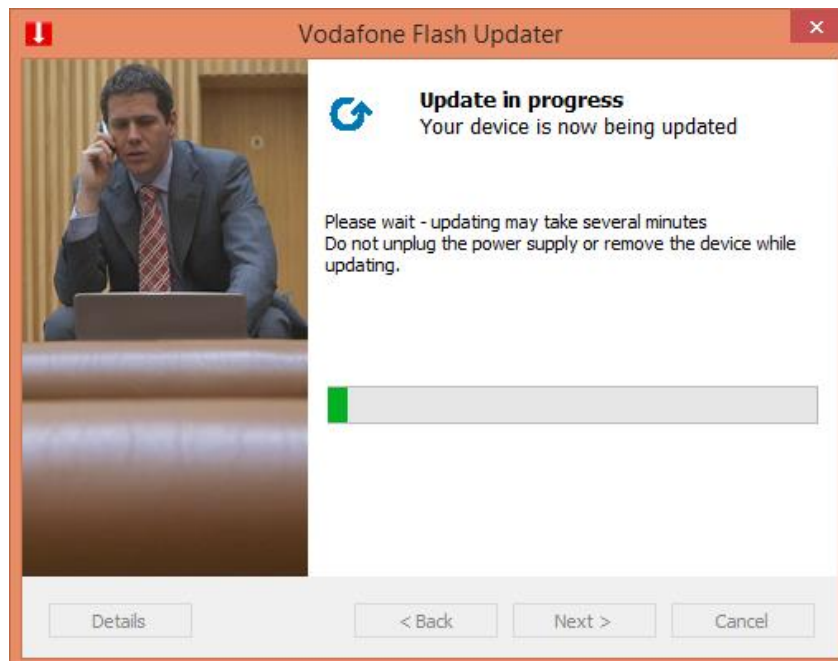 Vodafone Flash Updater
Update in progress
Your device is now being updated
Please wait - updating may take several minutes
Do not unplug the power supply or remove the device while
updating.
Details
< Back
Next >
Cancel